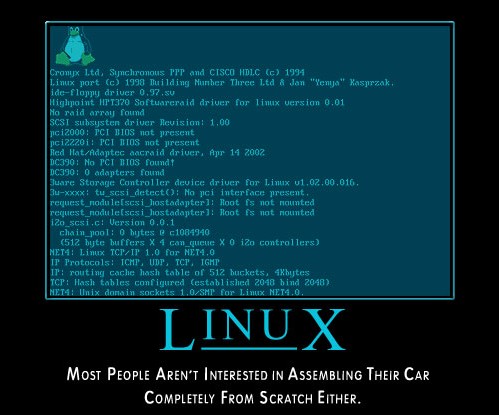 Cronyx Ltd, Synchronous PPP and CISCO HDLC (c) 1994
Linux port (c) 1998 Building Number Three Ltd & Jan "Yenya" Kasprzak.
ide-floppy driver 0.97.sv
Highpoint HPT370 Softwareraid driver for linux version 0.01
No raid array found
SCSI subsystem driver Revision: 1.00
pci2000: PCI BIOS not present
pci2220i: PCI BIOS not present
Red Hat/Adaptec aacraid driver, Apr 14 2002
DC390: No PCI BIOS found!
DC390: 0 adapters found
3ware Storage Controller device driver for Linux v1.02.00.016.
3w-xxxx: tw_scsi_detect(): No pci interface present.
request_module[scsi_hostadapter]: Root fs not mounted
request_module[scsi_hostadapter]: Root fs not mounted
i2o_scsi.c: Version 0.0.1
chain_pool: 0 bytes @ c1084940
(512 byte buffers X 4 can_queue X 0 i2o controllers)
NET4: Linux TCP/IP 1.0 for NET4.0
IP Protocols: ICMP, UDP, TCP, IGMP
IP: routing cache hash table of 512 buckets, 4Kbytes
TCP: Hash tables configured (established 2048 bind 2048)
NET4: Unix domain sockets 1.0/SMP for Linux NET4.0.
LINUX
MOST PEOPLE AREN'T INTERESTED IN ASSEMBLING THEIR CAR
COMPLETELY FROM SCRATCH EITHER.